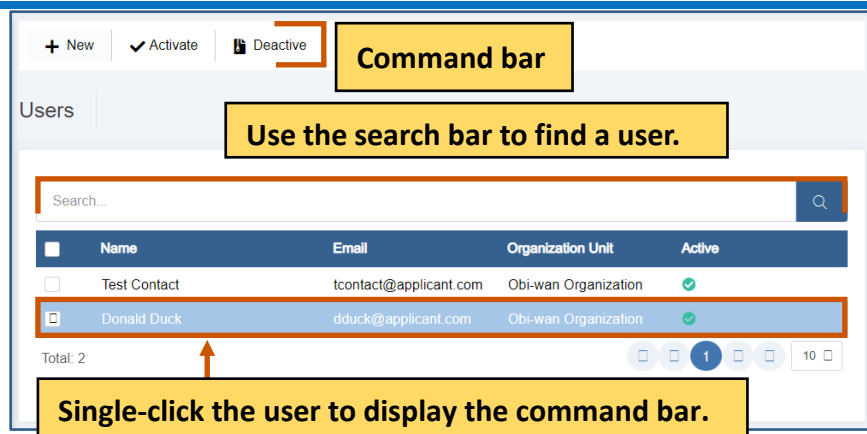 New Activate Deactive
Command bar
Users
Use the search bar to find a user.
Search...
Name Email Organization Unit Active
Test Contact tcontact@applicant.com Obi-wan Organization
Donald Duck dduck@applicant.com Obi-wan Organization
Total: 2 1 10
Single-click the user to display the command bar.